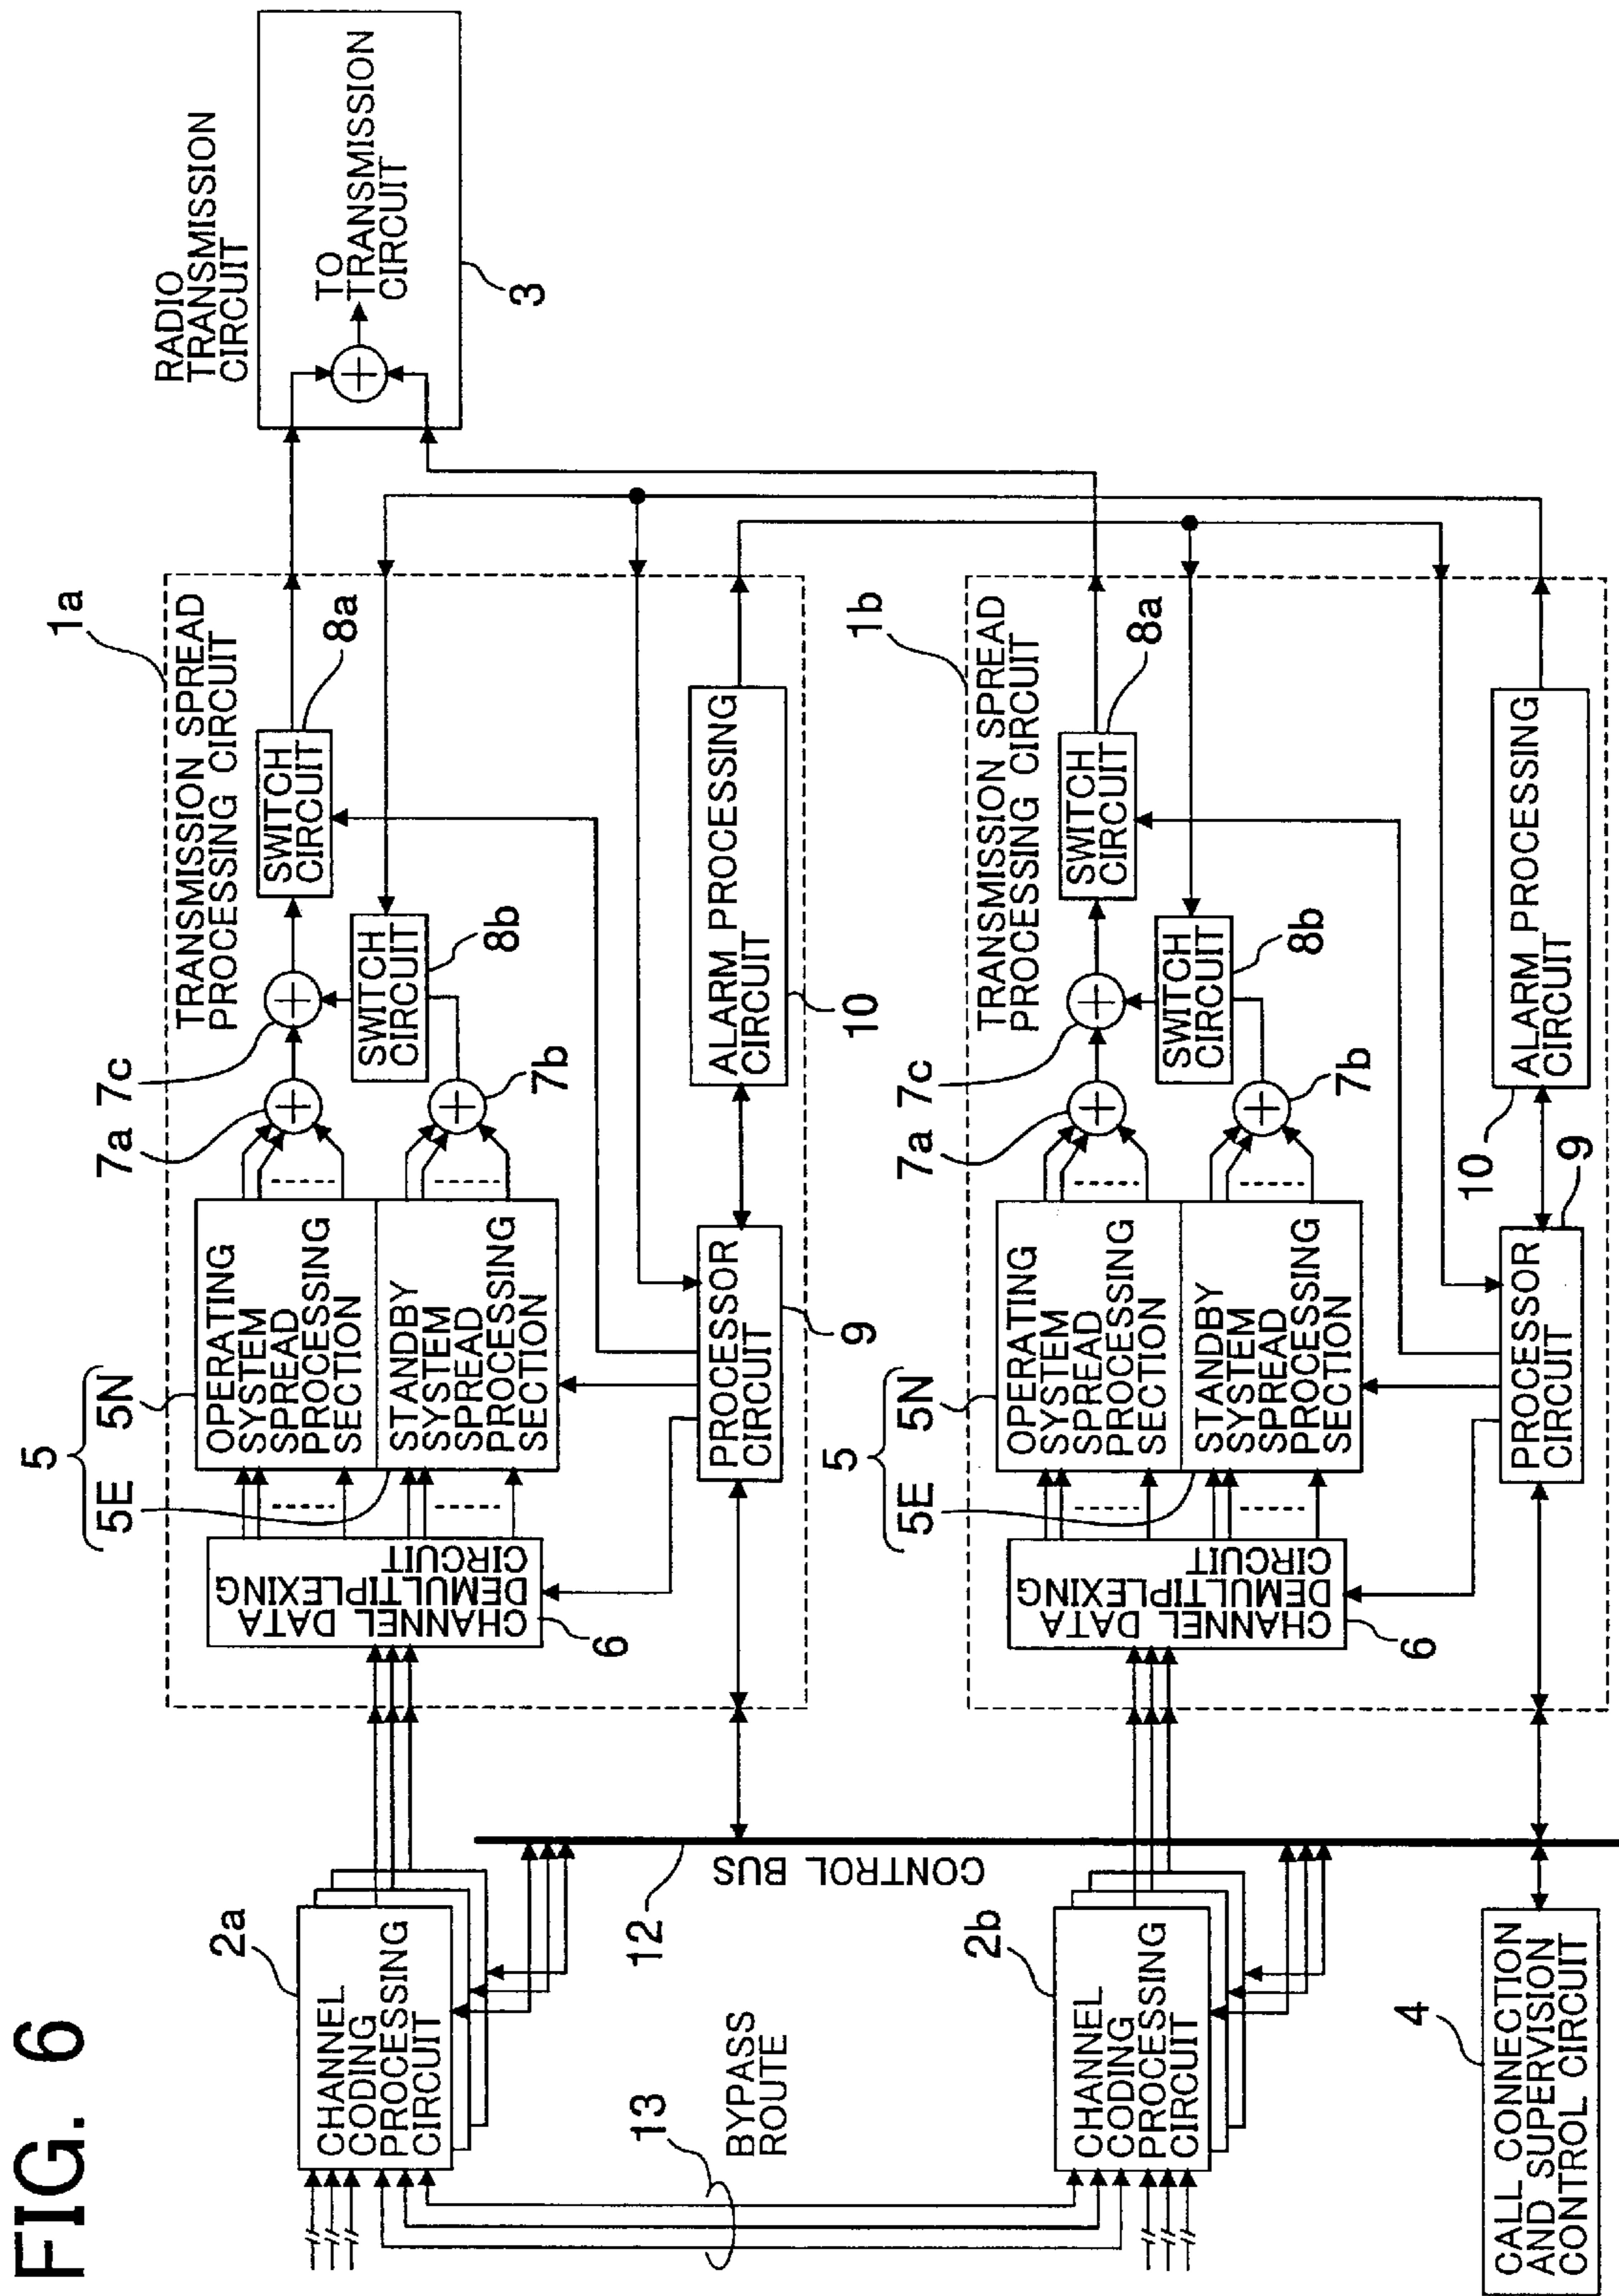 FIG. 6
RADIO
TRANSMISSION
CIRCUIT
TO
TRANSMISSION
CIRCUIT
3
1a
TRANSMISSION SPREAD
PROCESSING CIRCUIT
SWITCH
CIRCUIT
8a
SWITCH
CIRCUIT
8b
7a
7c
7b
5
5E
5N
OPERATING
SYSTEM
SPREAD
PROCESSING
SECTION
STANDBY
SYSTEM
SPREAD
PROCESSING
SECTION
CHANNEL DATA
DEMULTIPLEXING
CIRCUIT
6
PROCESSOR
CIRCUIT
9
ALARM PROCESSING
CIRCUIT
10
2a
CHANNEL
CODING
PROCESSING
CIRCUIT
12
CONTROL BUS
13
BYPASS
ROUTE
1b
TRANSMISSION SPREAD
PROCESSING CIRCUIT
SWITCH
CIRCUIT
8a
SWITCH
CIRCUIT
8b
7a
7c
7b
5
5E
5N
OPERATING
SYSTEM
SPREAD
PROCESSING
SECTION
STANDBY
SYSTEM
SPREAD
PROCESSING
SECTION
CHANNEL DATA
DEMULTIPLEXING
CIRCUIT
6
PROCESSOR
CIRCUIT
9
ALARM PROCESSING
CIRCUIT
10
2b
CHANNEL
CODING
PROCESSING
CIRCUIT
4
CALL CONNECTION
AND SUPERVISION
CONTROL CIRCUIT